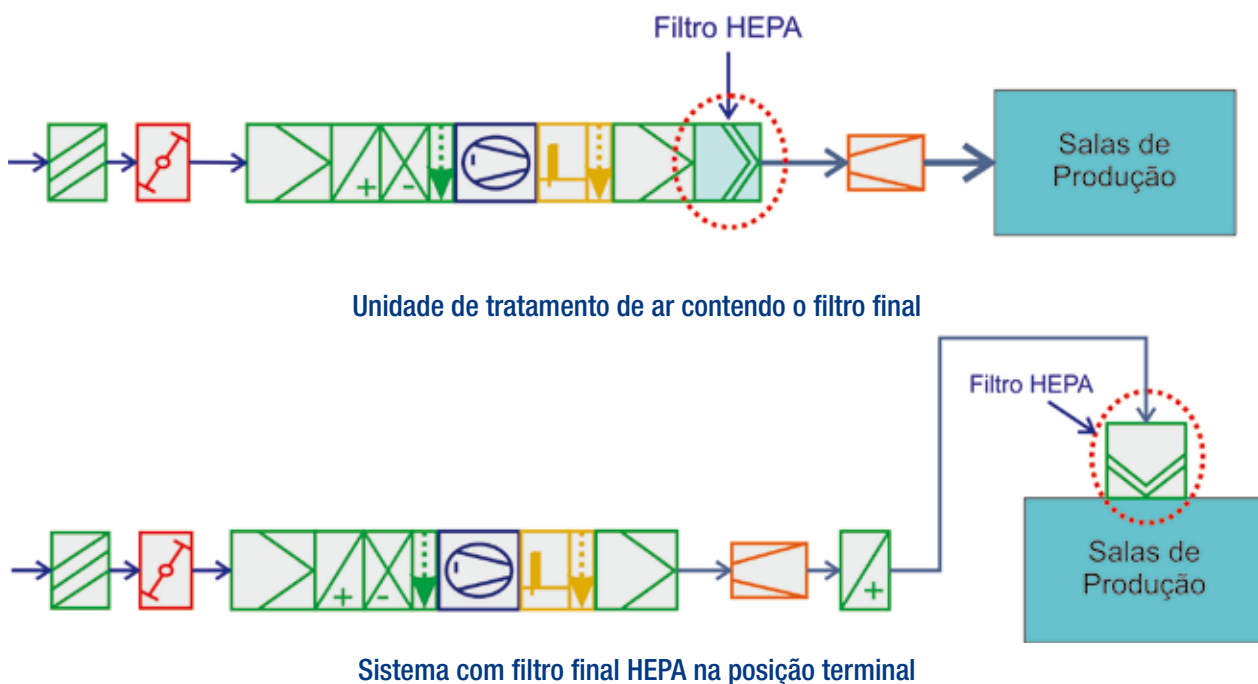 Filtro HEPA
Salas de
Produção
+
-
Unidade de tratamento de ar contendo o filtro final
Filtro HEPA
Salas de
Produção
+
-
+
Sistema com filtro final HEPA na posição terminal